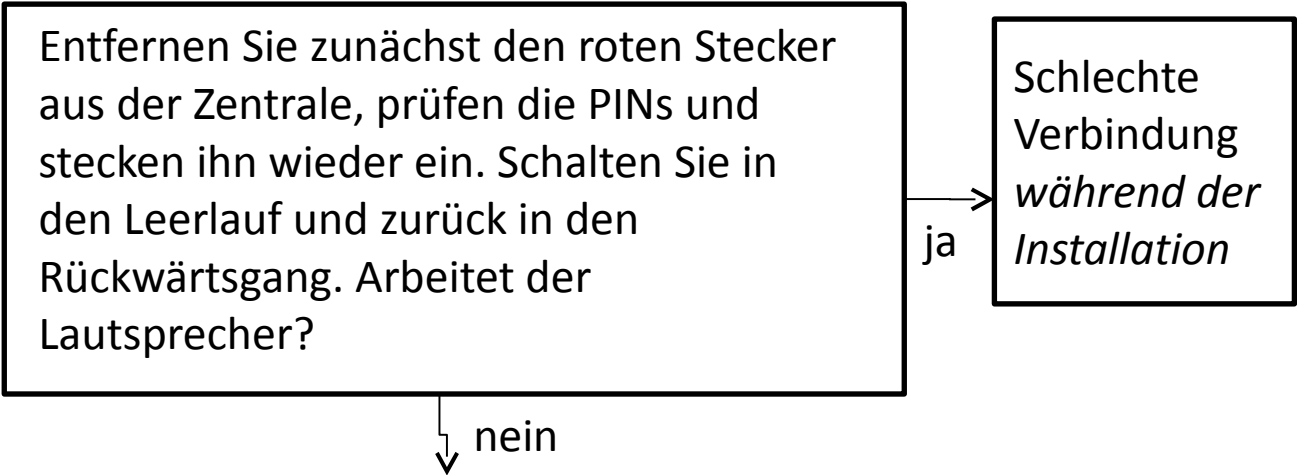 Entfernen Sie zunächst den roten Stecker
aus der Zentrale, prüfen die PINs und
stecken ihn wieder ein. Schalten Sie in
den Leerlauf und zurück in den
Rückwärtsgang. Arbeitet der
Lautsprecher?
ja
Schlechte
Verbindung
während der
Installation
nein